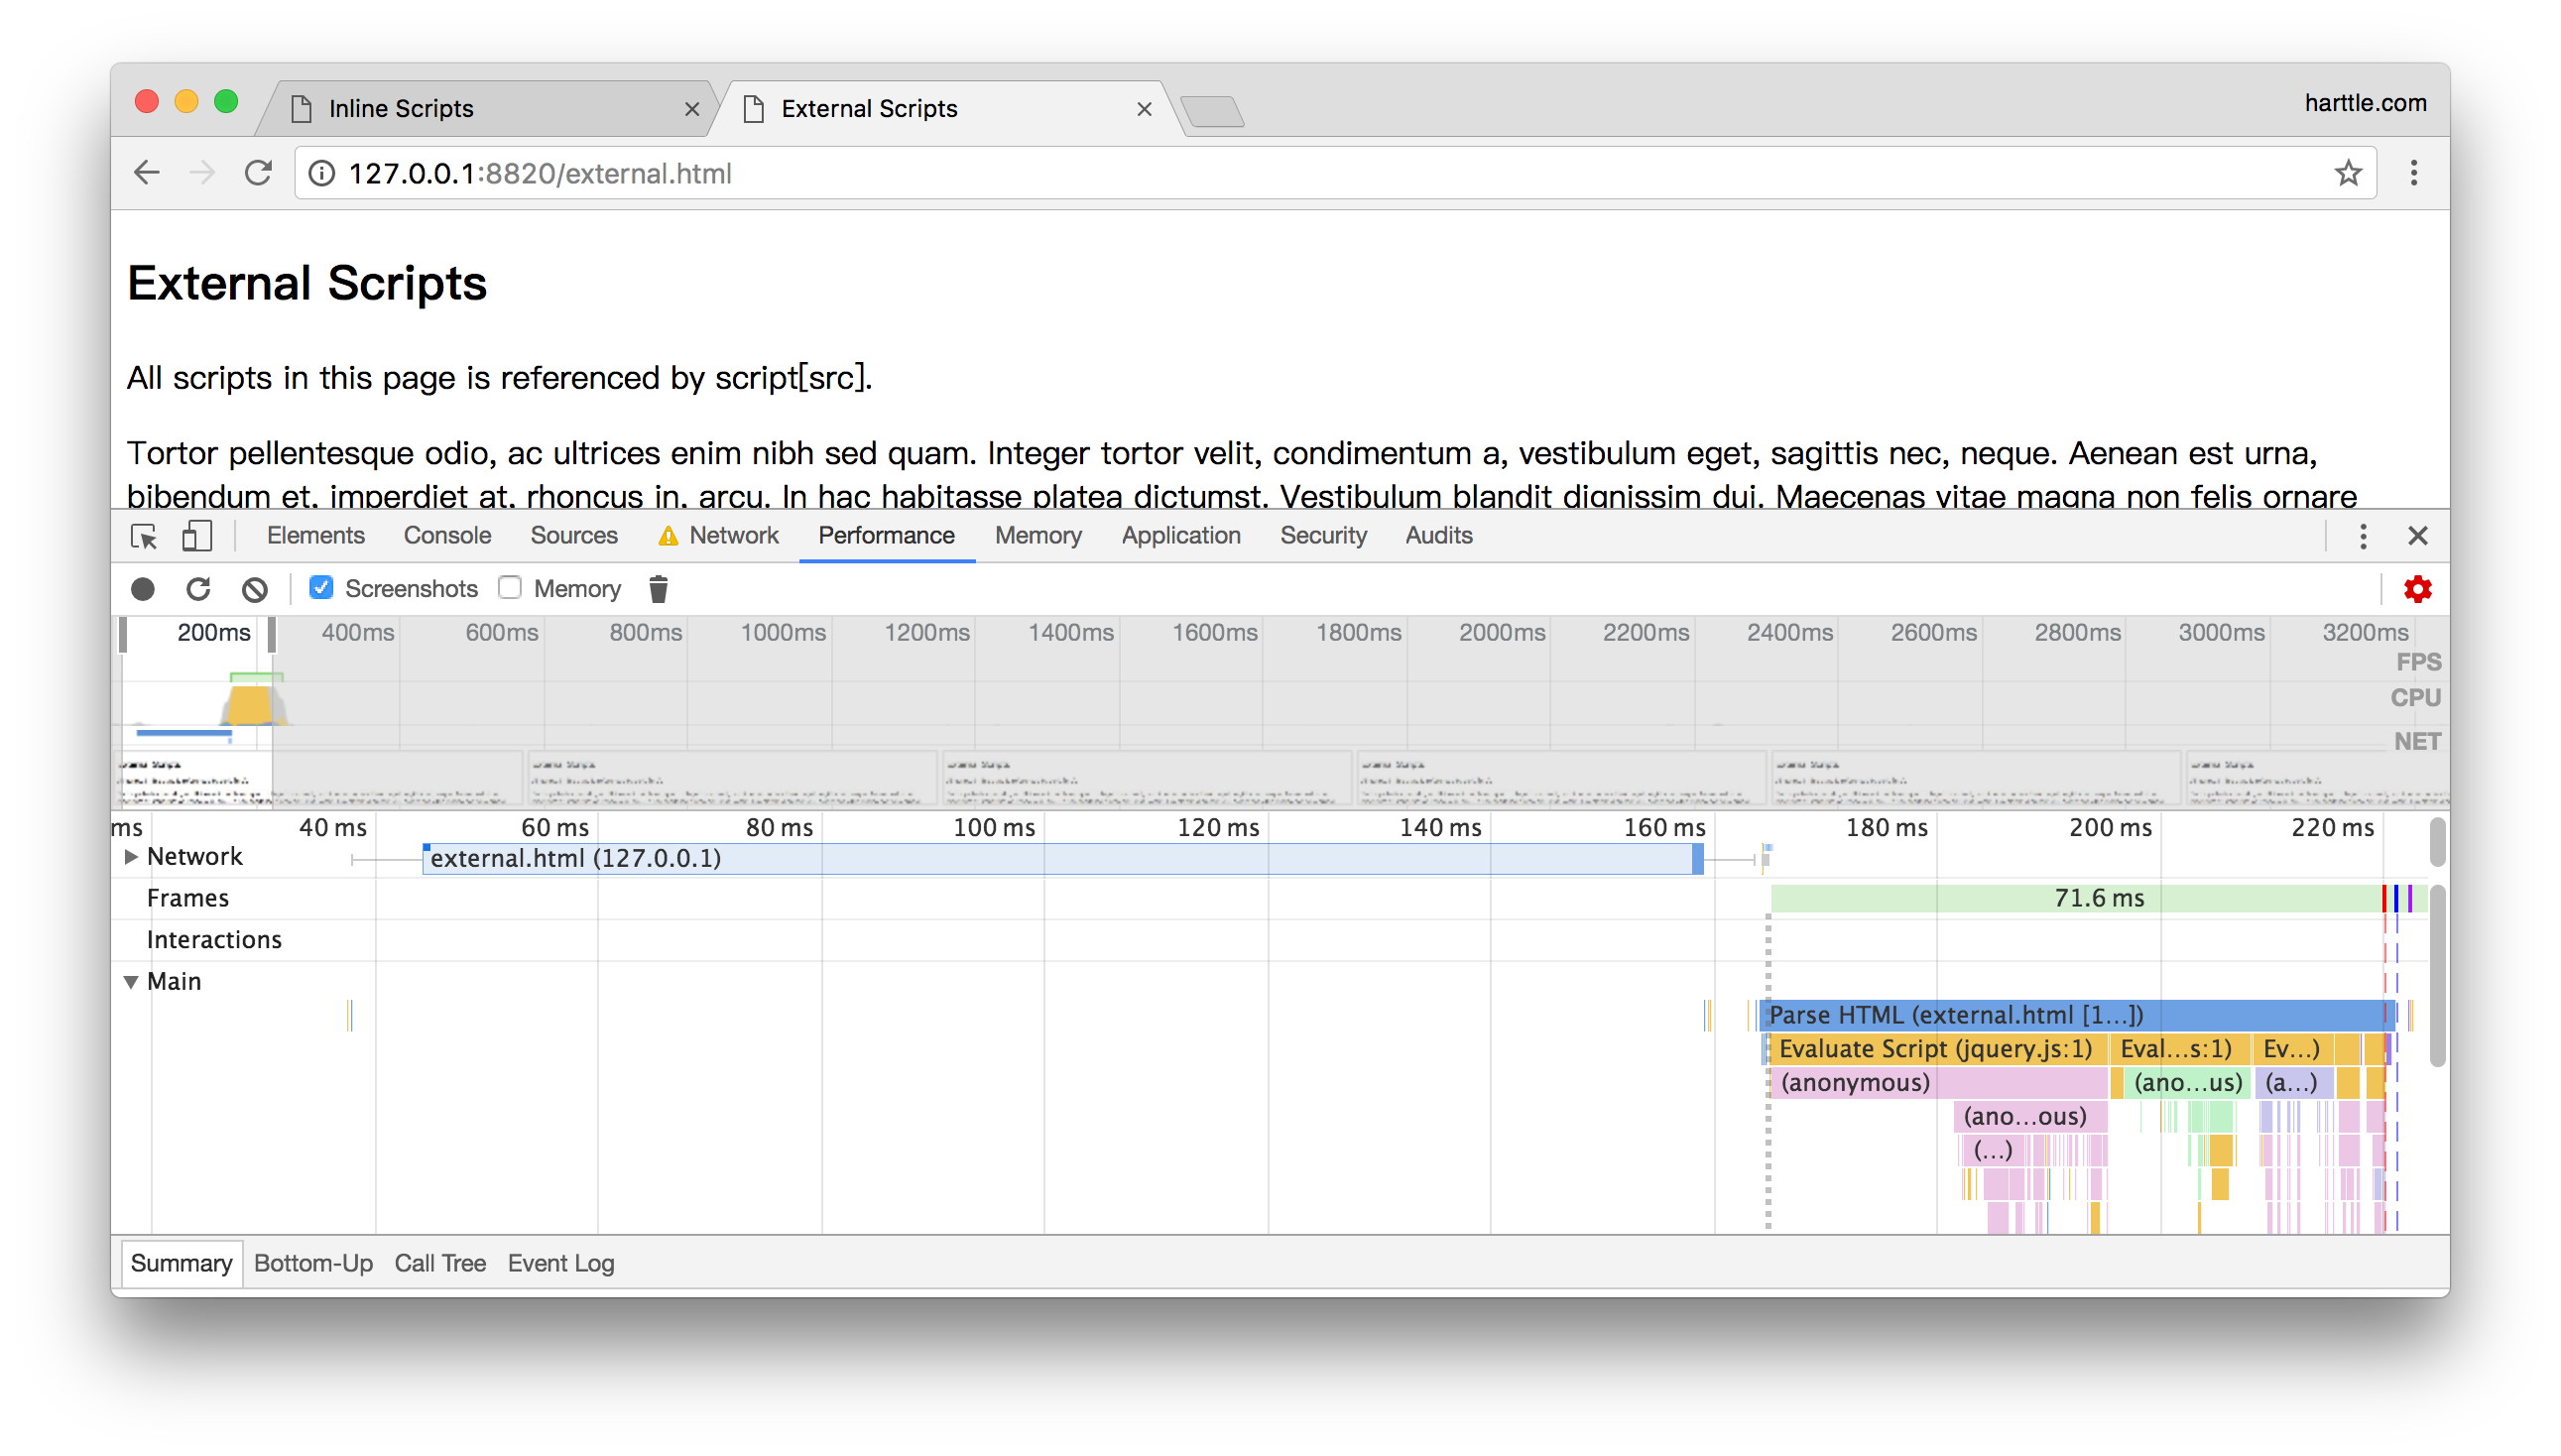 Inline Scripts
External Scripts
harttle.com
127.0.0.1:8820/external.html
External Scripts
All scripts in this page is referenced by script[src].
Tortor pellentesque odio, ac ultrices enim nibh sed quam. Integer tortor velit, condimentum a, vestibulum eget, sagittis nec, neque. Aenean est urna,
bibendum et, imperdiet at, rhoncus in, arcu. In hac habitasse platea dictumst. Vestibulum blandit dignissim dui. Maecenas vitae magna non felis ornare
Elements Console Sources Network Performance Memory Application Security Audits
Screenshots Memory
200ms 400ms 600ms 800ms 1000ms 1200ms 1400ms 1600ms 1800ms 2000ms 2200ms 2400ms 2600ms 2800ms 3000ms 3200ms
FPS
CPU
NET
ms 40 ms 60 ms 80 ms 100 ms 120 ms 140 ms 160 ms 180 ms 200 ms 220 ms
Network external.html (127.0.0.1)
Frames 71.6 ms
Interactions
Main
Parse HTML (external.html [1…])
Evaluate Script (jquery.js:1) Eval…s:1) Ev…)
(anonymous) (ano…us) (a…)
(ano…ous)
(…)
Summary Bottom-Up Call Tree Event Log